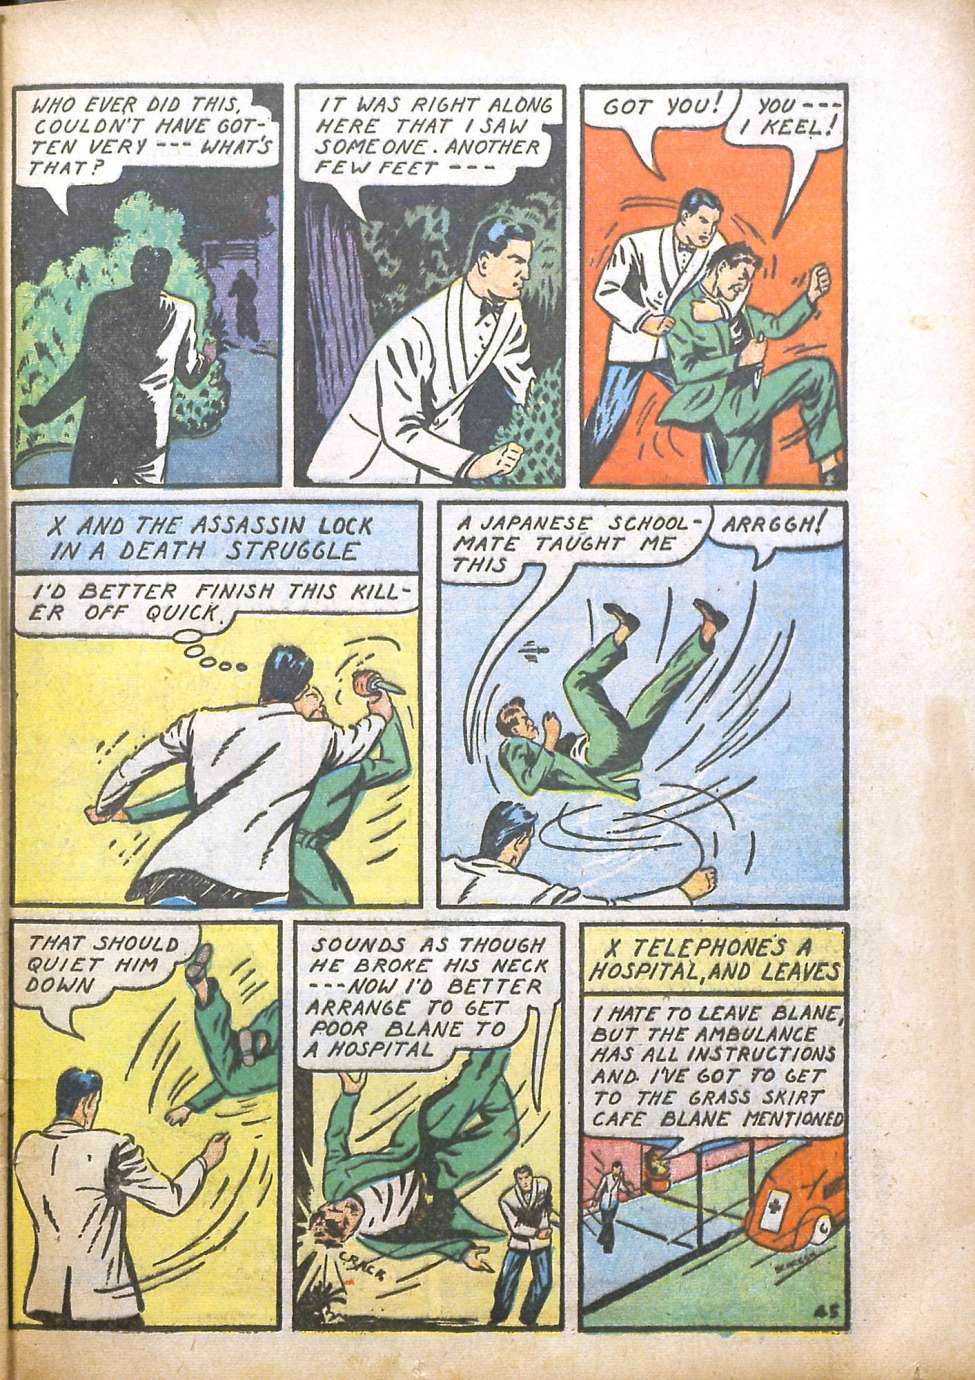 WHO EVER DID THIS,
COULDN'T HAVE GOT-
TEN VERY --- WHAT'S
THAT?
IT WAS RIGHT ALONG
HERE THAT I SAW
SOMEONE. ANOTHER
FEW FEET ---
GOT YOU!
YOU ---
I KEEL!
X AND THE ASSASSIN LOCK
IN A DEATH STRUGGLE
I'D BETTER FINISH THIS KILL-
ER OFF QUICK.
A JAPANESE SCHOOL-
MATE TAUGHT ME
THIS
ARRGGH!
THAT SHOULD
QUIET HIM
DOWN
SOUNDS AS THOUGH
HE BROKE HIS NECK
---NOW I'D BETTER
ARRANGE TO GET
POOR BLANE TO
A HOSPITAL
CRACK
X TELEPHONE'S A
HOSPITAL, AND LEAVES
I HATE TO LEAVE BLANE,
BUT THE AMBULANCE
HAS ALL INSTRUCTIONS
AND I'VE GOT TO GET
TO THE GRASS SKIRT
CAFE BLANE MENTIONED
45